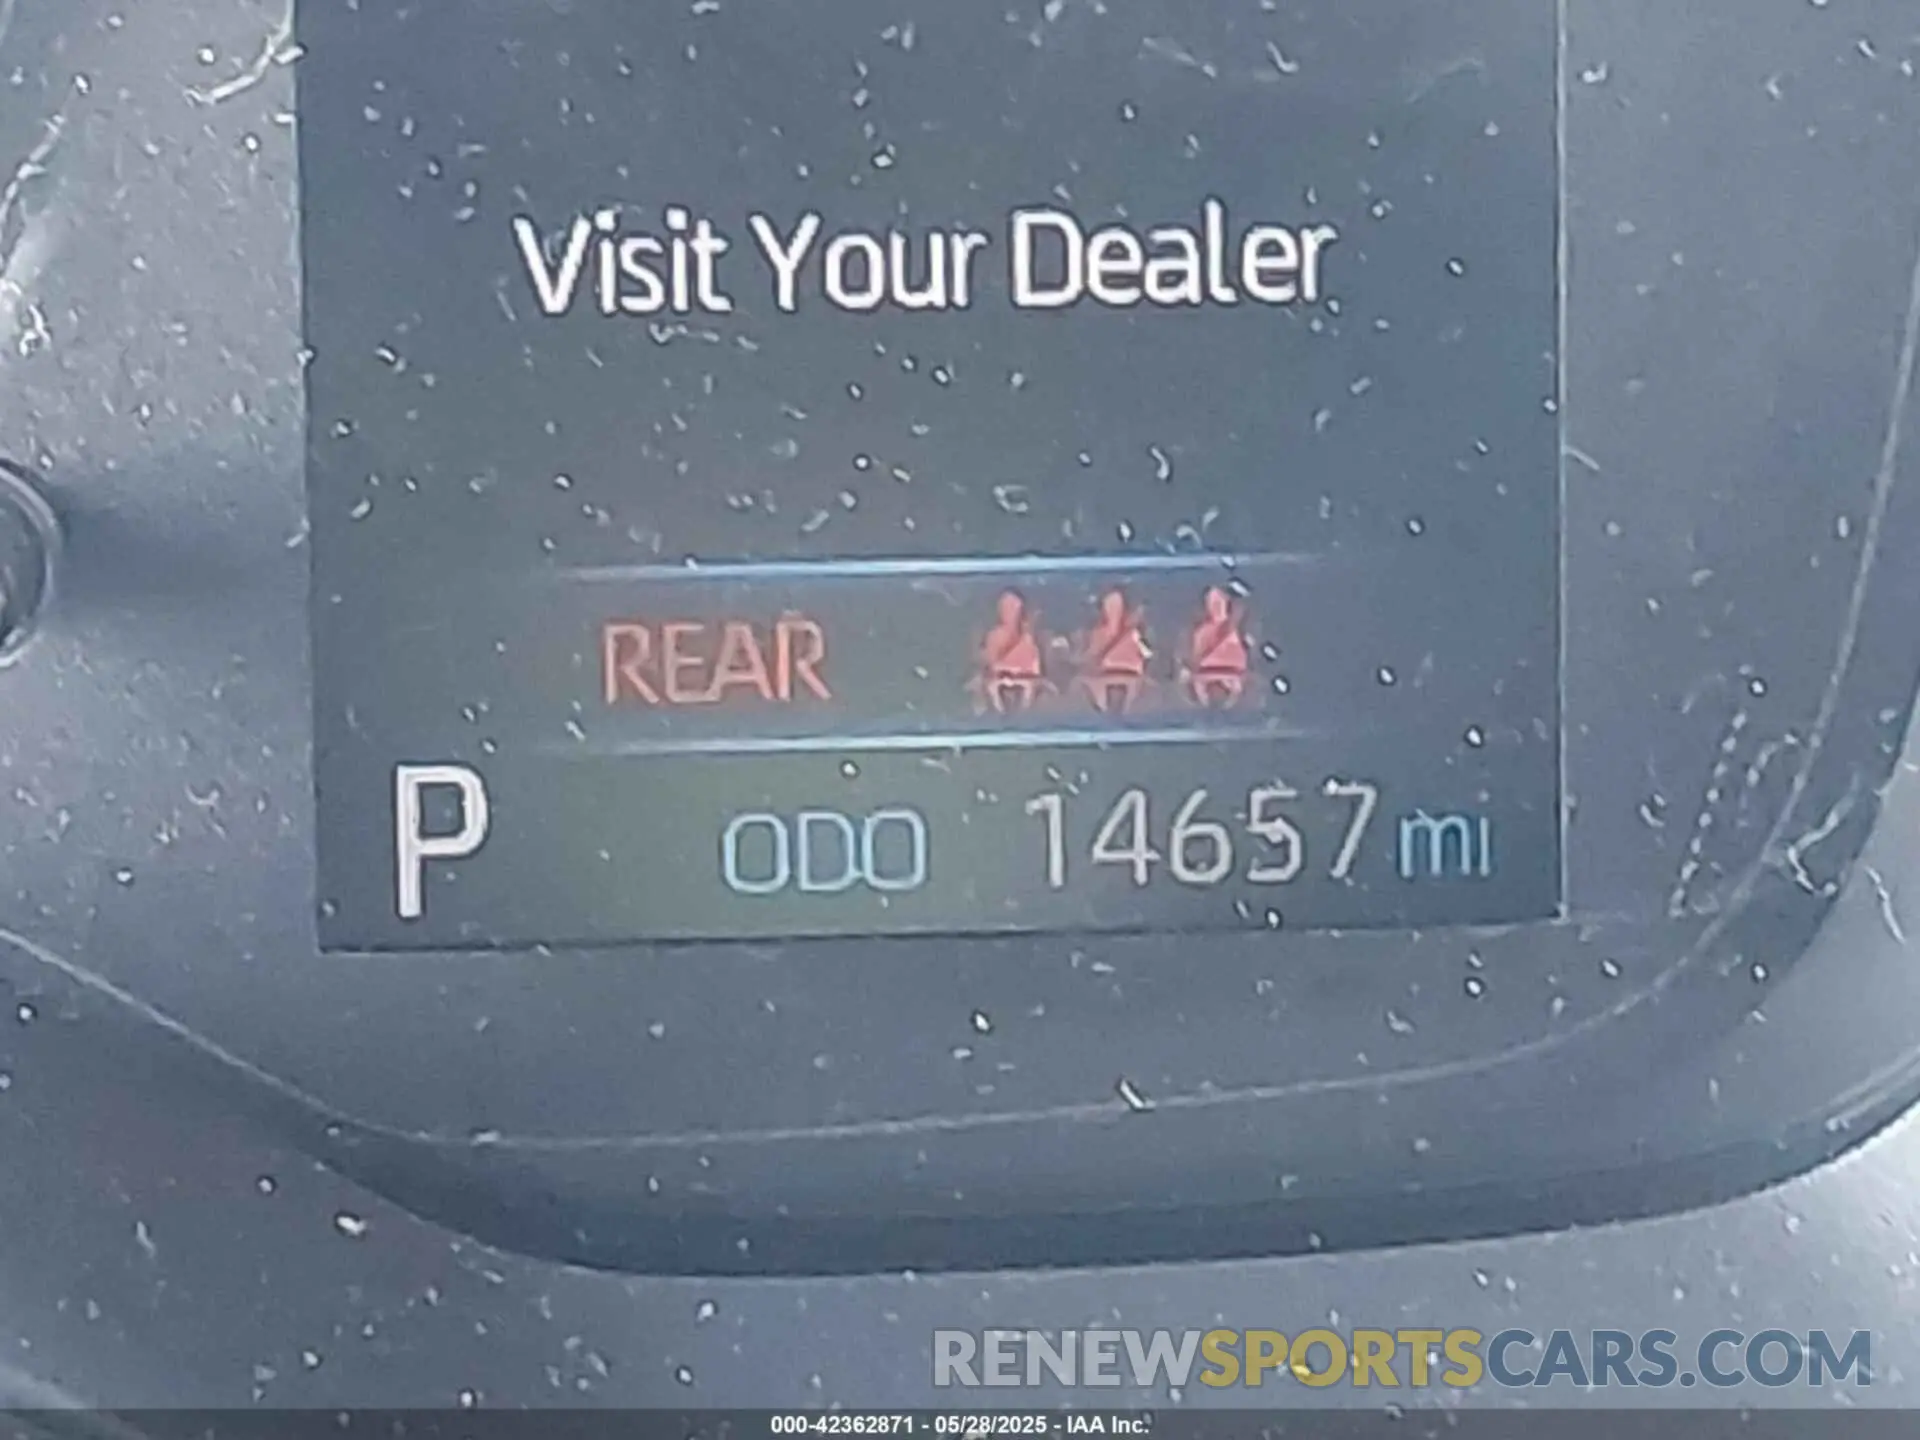 Visit Your Dealer
REAR
P ODO 14657 mi
RENEWSPORTSCARS.COM
000-42362871 - 05/28/2025 - IAA Inc.